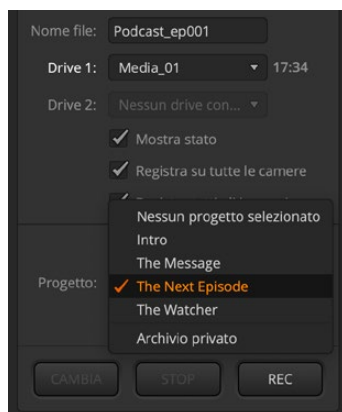 Nome file: Podcast_ep001
Drive 1: Media_01 17:34
Drive 2: Nessun drive con...
Mostra stato
Registra su tutte le camere
Nessun progetto selezionato
Intro
The Message
Progetto: The Next Episode
The Watcher
Archivio privato
CAMBIA STOP REC